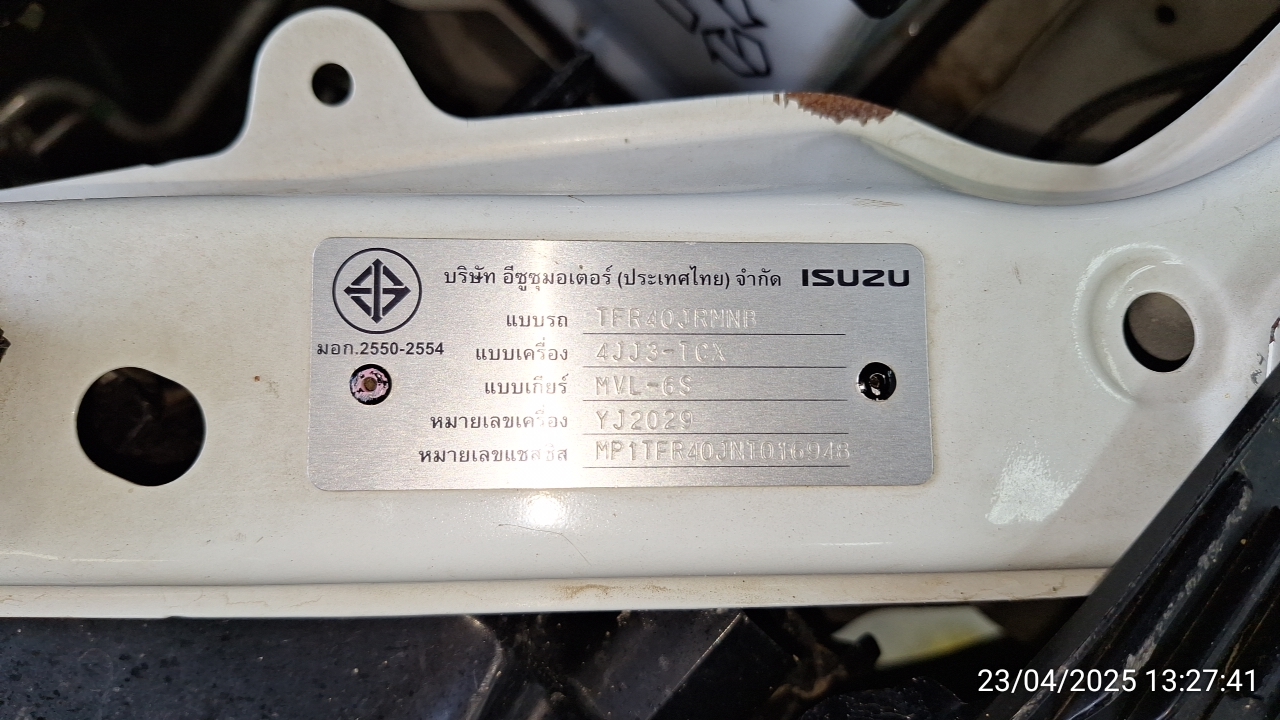 บริษัท อีซูซุมอเตอร์ (ประเทศไทย) จำกัด ISUZU
แบบรถ TFR40JRMNB
มอก.2550-2554
แบบเครื่อง 4JJ3-TCX
แบบเกียร์ MVL-6S
หมายเลขเครื่อง YJ2029
หมายเลขแชสซีส MP1TFR40JNT016948
23/04/2025 13:27:41